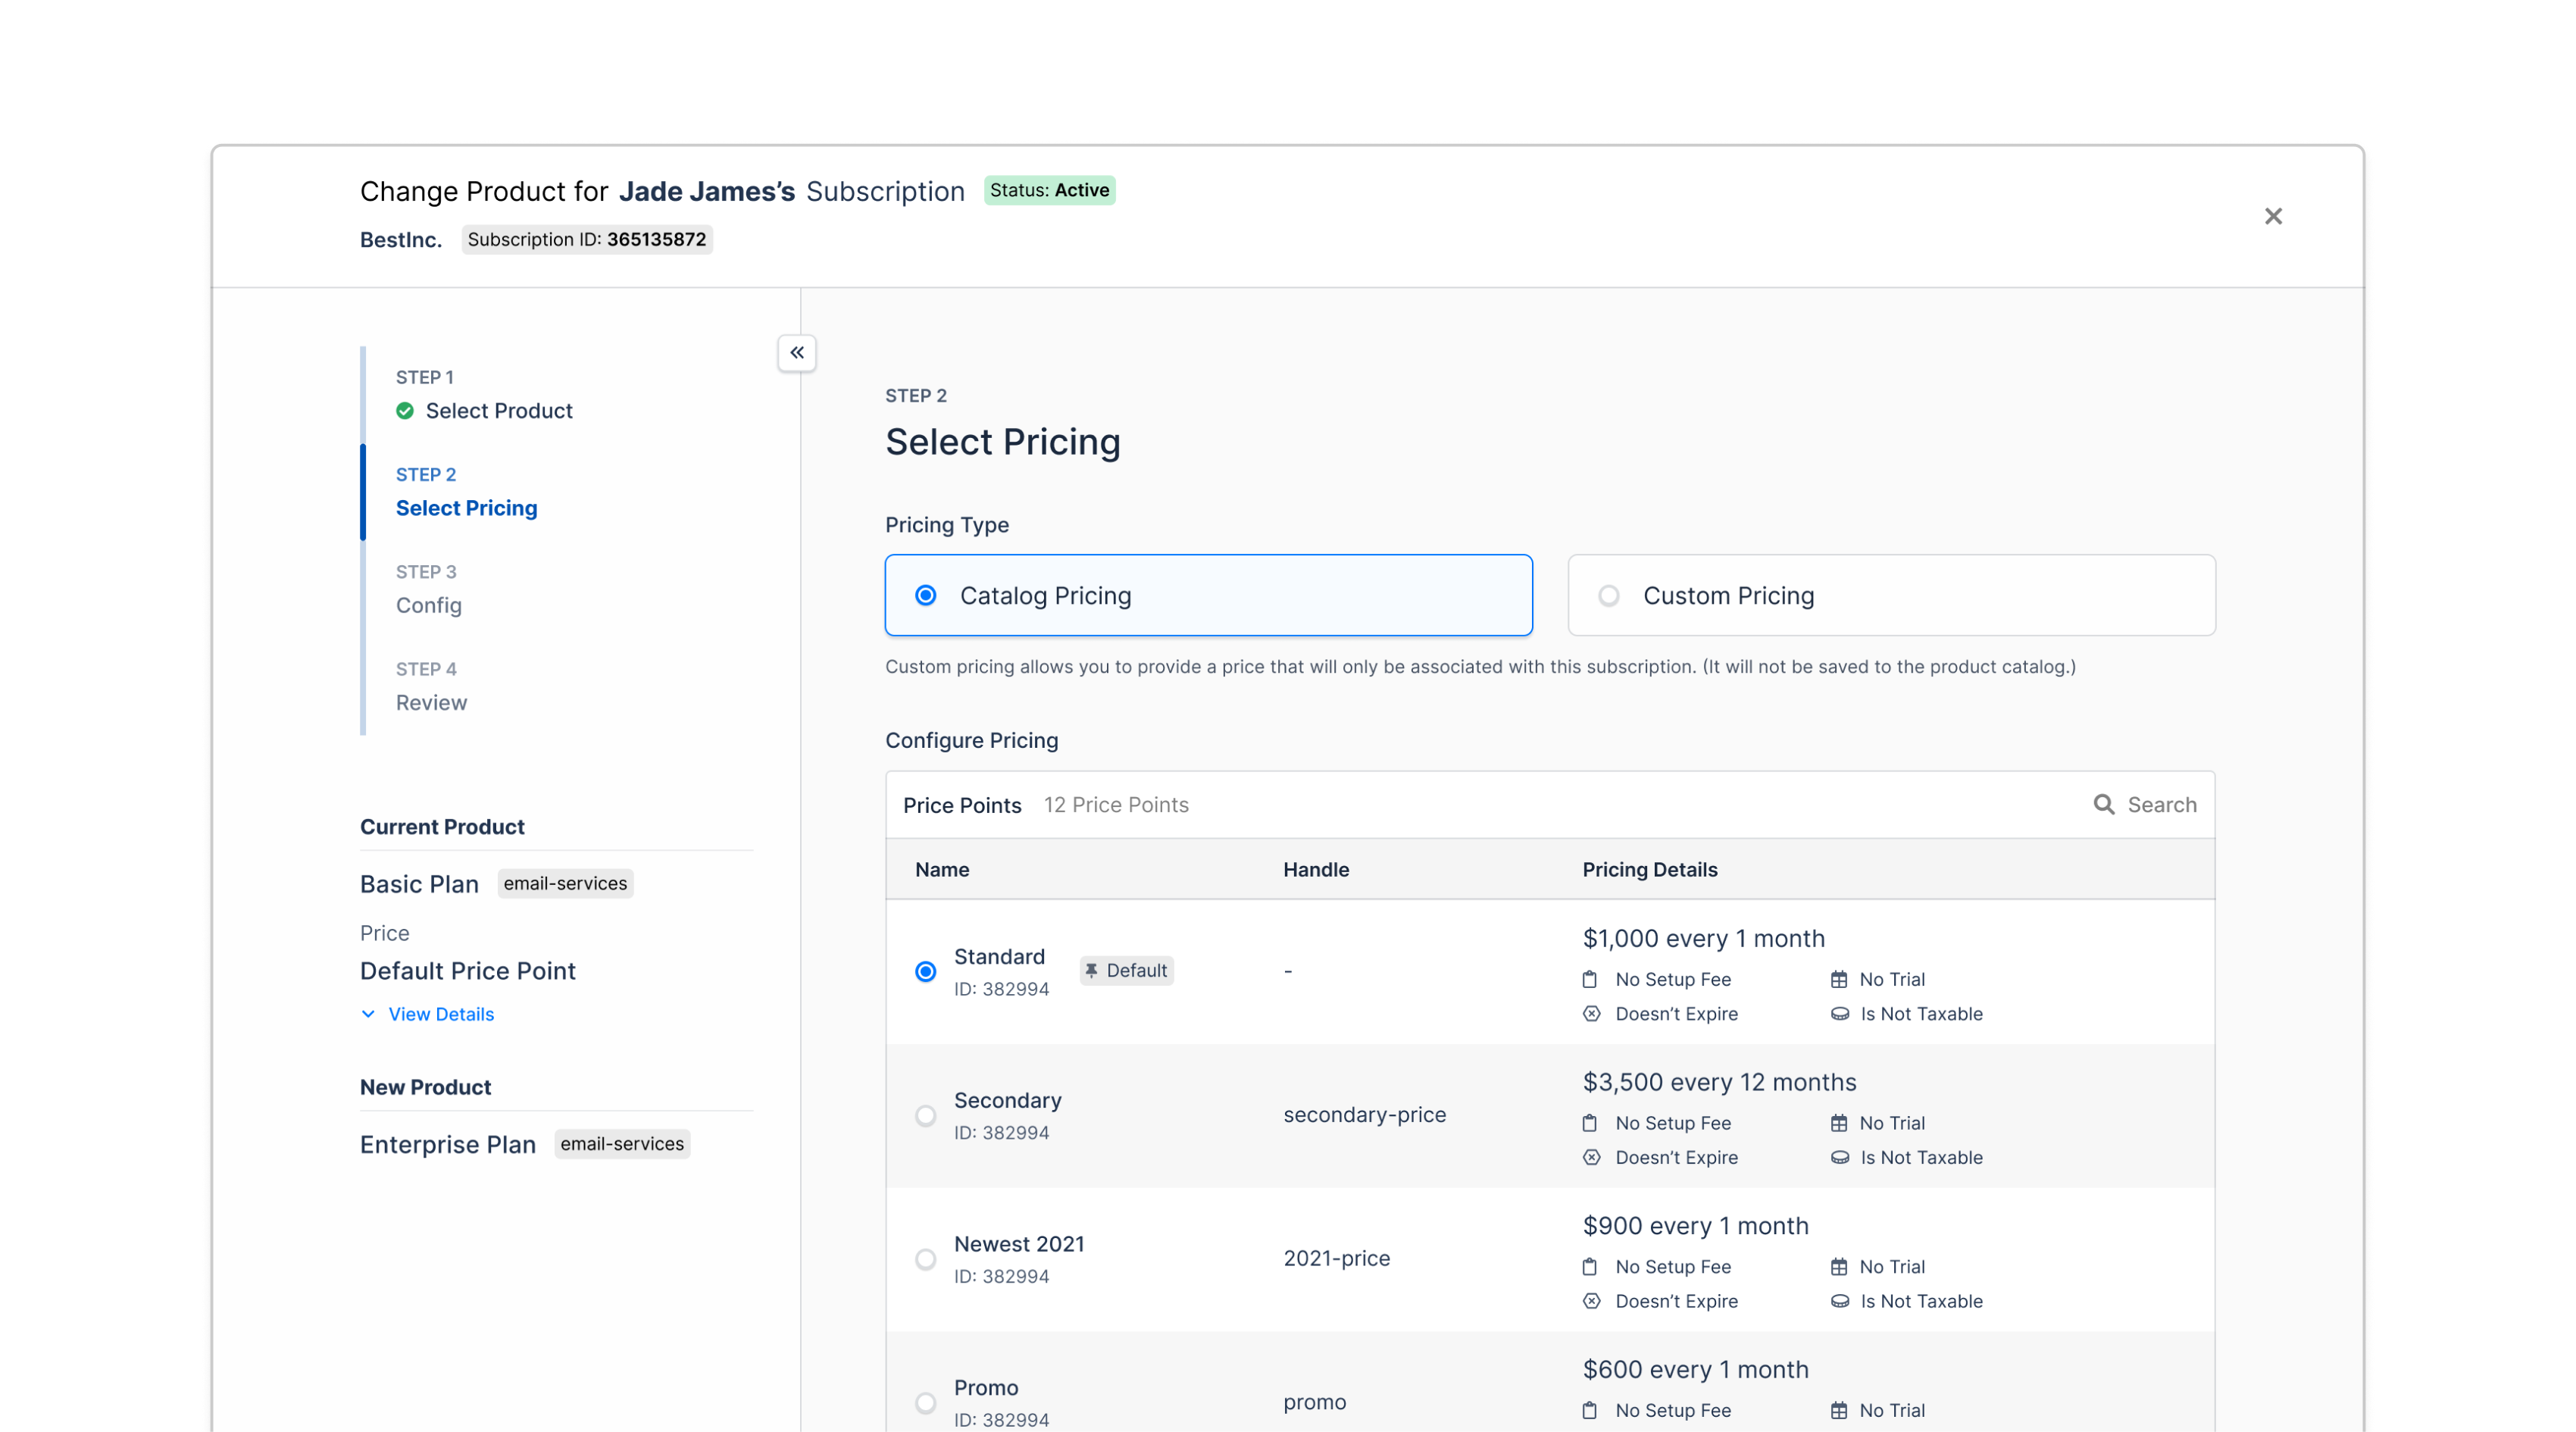 Change Product for Jade James’s Subscription Status: Active
BestInc. Subscription ID: 365135872
STEP 1
Select Product
STEP 2
Select Pricing
STEP 3
Config
STEP 4
Review
Current Product
Basic Plan email-services
Price
Default Price Point
View Details
New Product
Enterprise Plan email-services
STEP 2
Select Pricing
Pricing Type
Catalog Pricing Custom Pricing
Custom pricing allows you to provide a price that will only be associated with this subscription. (It will not be saved to the product catalog.)
Configure Pricing
Price Points 12 Price Points Search
Name Handle Pricing Details
Standard
ID: 382994
Default
-
$1,000 every 1 month
No Setup Fee No Trial
Doesn’t Expire Is Not Taxable
Secondary
ID: 382994
secondary-price
$3,500 every 12 months
No Setup Fee No Trial
Doesn’t Expire Is Not Taxable
Newest 2021
ID: 382994
2021-price
$900 every 1 month
No Setup Fee No Trial
Doesn’t Expire Is Not Taxable
Promo
ID: 382994
promo
$600 every 1 month
No Setup Fee No Trial